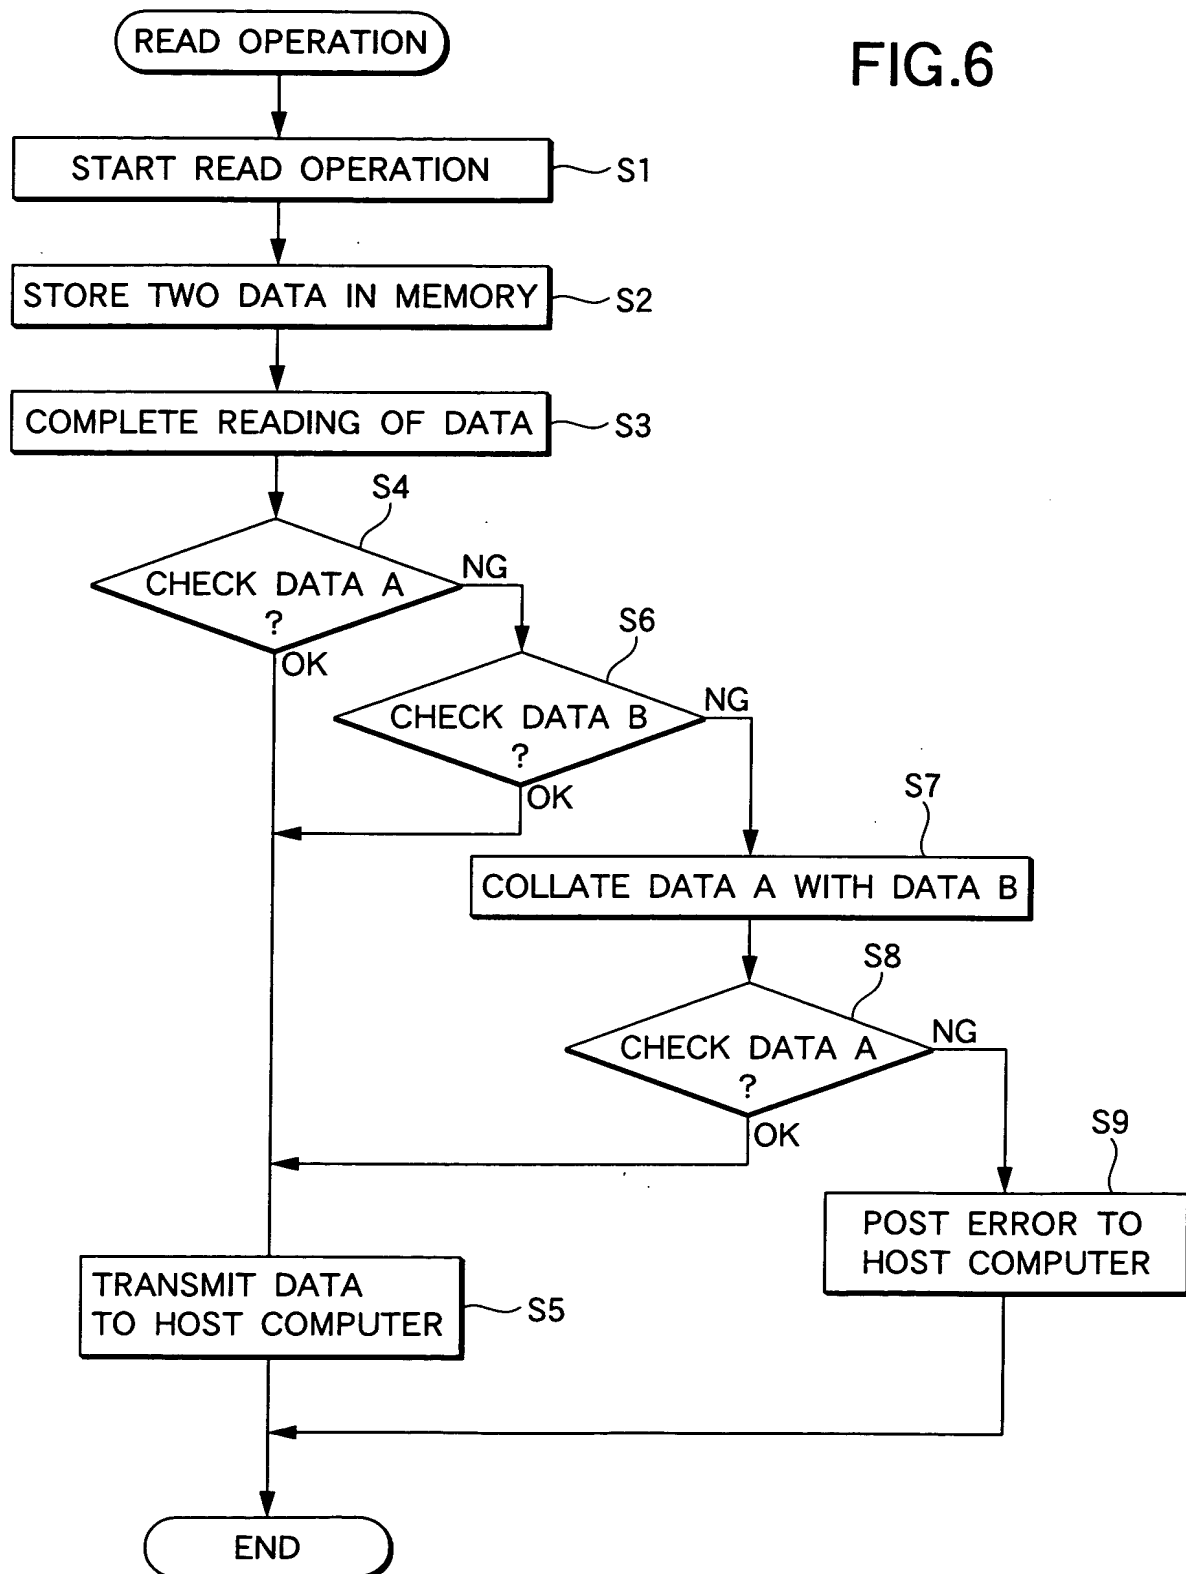 READ OPERATION
FIG.6
START READ OPERATION
S1
STORE TWO DATA IN MEMORY
S2
COMPLETE READING OF DATA
S3
S4
CHECK DATA A
?
NG
OK
S6
CHECK DATA B
?
NG
OK
S7
COLLATE DATA A WITH DATA B
S8
CHECK DATA A
?
NG
OK
S9
POST ERROR TO
HOST COMPUTER
TRANSMIT DATA
TO HOST COMPUTER
S5
END